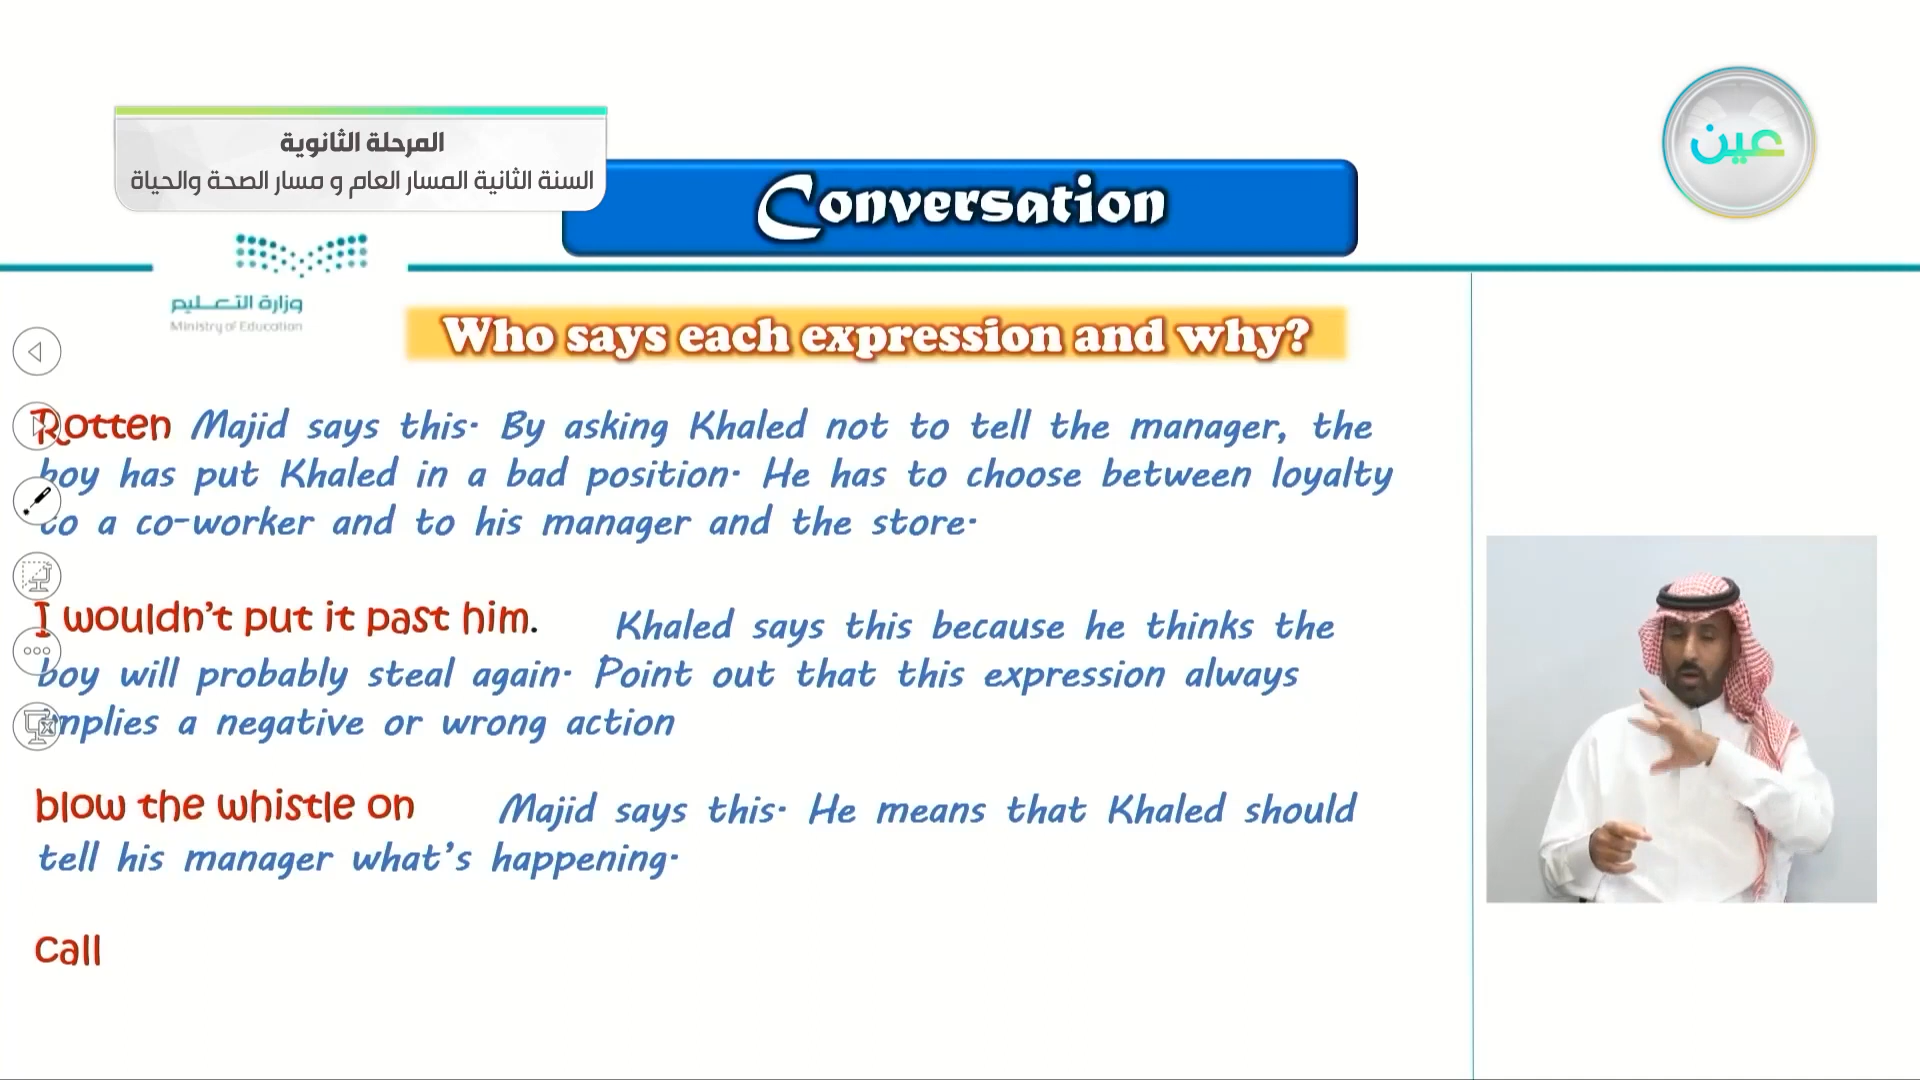 المرحلة الثانوية
السنة الثانية المسار العام و مسار الصحة والحياة
عين
Conversation
وزارة التعليم
Ministry of Education
Who says each expression and why?
Rotten Majid says this. By asking Khaled not to tell the manager, the
boy has put Khaled in a bad position. He has to choose between loyalty
to a co-worker and to his manager and the store.
I wouldn't put it past him. Khaled says this because he thinks the
boy will probably steal again. Point out that this expression always
implies a negative or wrong action
blow the whistle on Majid says this. He means that Khaled should
tell his manager what's happening.
call